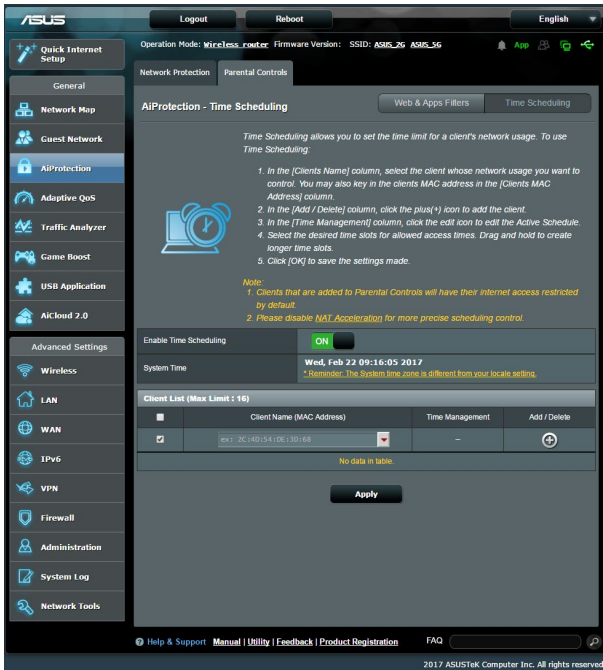 ASUS
Logout
Reboot
English
Quick Internet
Setup
Operation Mode: Wireless router Firmware Version: SSID: ASUS_2G ASUS_5G
App
General
Network Map
Guest Network
AiProtection
Adaptive QoS
Traffic Analyzer
Game Boost
USB Application
AiCloud 2.0
Advanced Settings
Wireless
LAN
WAN
IPv6
VPN
Firewall
Administration
System Log
Network Tools
Network Protection
Parental Controls
AiProtection - Time Scheduling
Web & Apps Filters
Time Scheduling
Time Scheduling allows you to set the time limit for a client's network usage. To use
Time Scheduling:
1. In the [Clients Name] column, select the client whose network usage you want to
control. You may also key in the clients MAC address in the [Clients MAC
Address] column.
2. In the [Add / Delete] column, click the plus(+) icon to add the client.
3. In the [Time Management] column, click the edit icon to edit the Active Schedule.
4. Select the desired time slots for allowed access times. Drag and hold to create
longer time slots.
5. Click [OK] to save the settings made.
Note:
1. Clients that are added to Parental Controls will have their internet access restricted
by default.
2. Please disable NAT Acceleration for more precise scheduling control.
Enable Time Scheduling
ON
System Time
Wed, Feb 22 09:16:05 2017
* Reminder: The System time zone is different from your locale setting.
Client List (Max Limit : 16)
Client Name (MAC Address)
Time Management
Add / Delete
ex: 2C:4D:54:0E:30:68
–
No data in table.
Apply
Help & Support
Manual | Utility | Feedback | Product Registration
FAQ
2017 ASUSTeK Computer Inc. All rights reserved